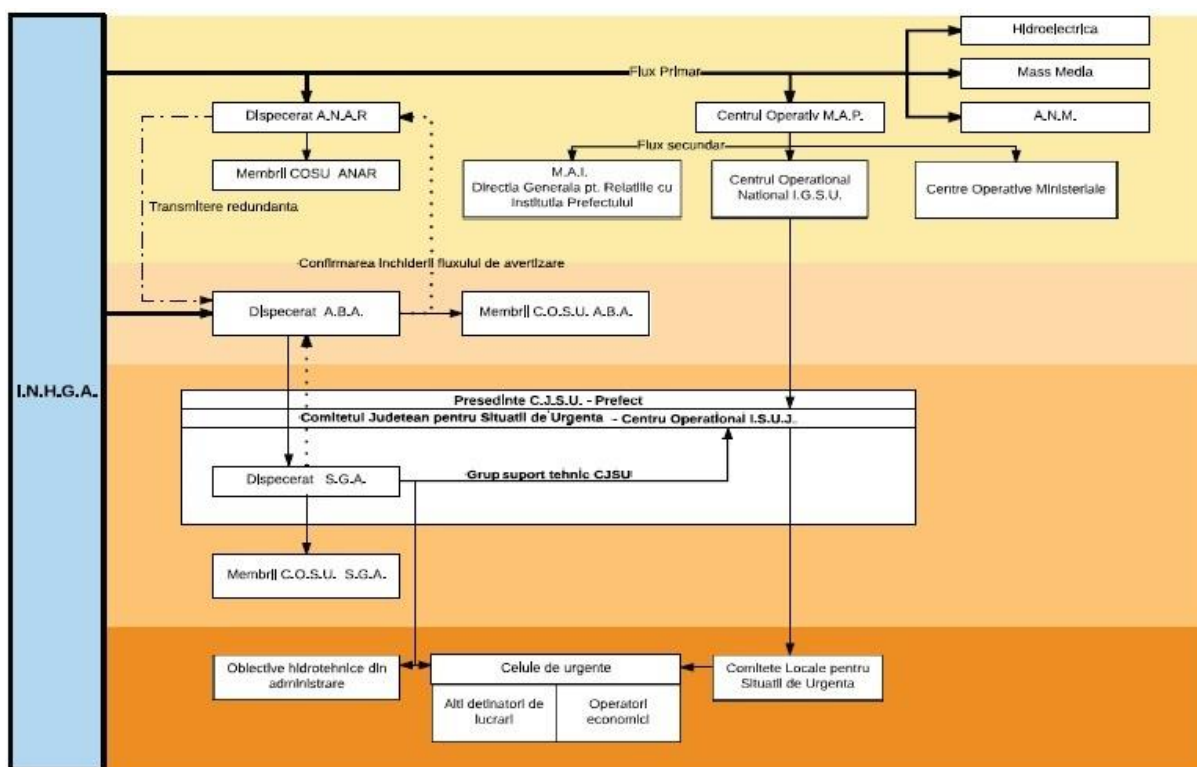 I.N.H.G.A.
Flux Primar
Hidroelectrica
Mass Media
A.N.M.
Dispecerat A.N.A.R
Centrul Operativ M.A.P.
Flux secundar
Membrii COSU ANAR
M.A.I.
Directia Generala pt. Relatiile cu
Institutia Prefectului
Centrul Operational
National I.G.S.U.
Centre Operative Ministeriale
Transmitere redundanta
Confirmarea inchiderii fluxului de avertizare
Dispecerat A.B.A.
Membrii C.O.S.U. A.B.A.
Presedinte C.J.S.U. - Prefect
Comitetul Judetean pentru Situatii de Urgenta - Centru Operational I.S.U.J.
Dispecerat S.G.A.
Grup suport tehnic CJSU
Membrii C.O.S.U. S.G.A.
Obiective hidrotehnice din
administrare
Celule de urgente
Alti detinatori de
lucrari
Operatori
economici
Comitete Locale pentru
Situatii de Urgenta